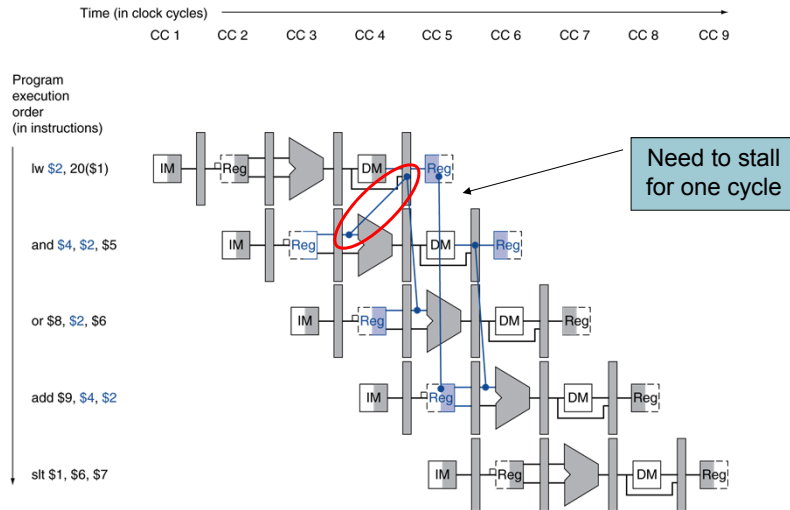 Time (in clock cycles)
CC 1 CC 2 CC 3 CC 4 CC 5 CC 6 CC 7 CC 8 CC 9
Program
execution
order
(in instructions)
lw $2, 20($1)
IM Reg DM Reg
Need to stall
for one cycle
and $4, $2, $5
IM Reg DM Reg
or $8, $2, $6
IM Reg DM Reg
add $9, $4, $2
IM Reg DM Reg
slt $1, $6, $7
IM Reg DM Reg